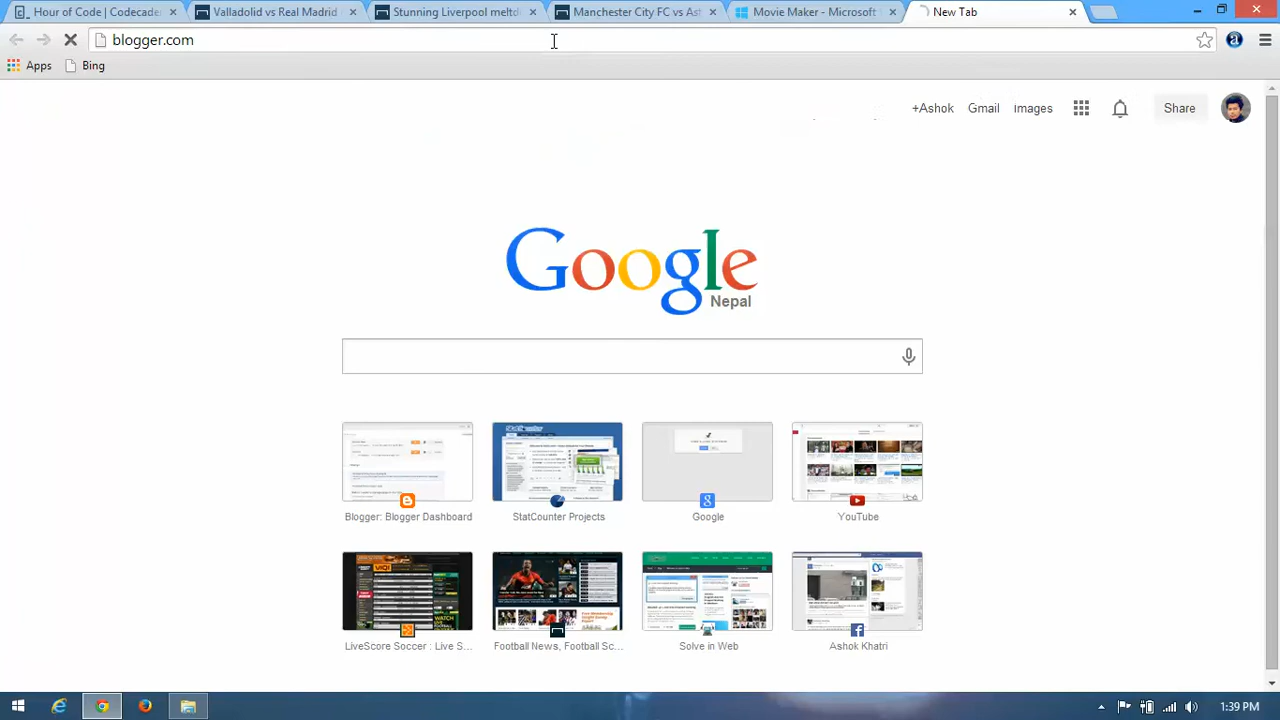 Hour of Code | Codecade
Valladolid vs Real Madrid
Stunning Liverpool meltd
Manchester City FC vs Ast
Movie Maker - Microsoft
New Tab
blogger.com
Apps
Bing
+Ashok
Gmail
Images
Share
Google
Nepal
Blogger: Blogger Dashboard
StatCounter Projects
Google
YouTube
LiveScore Soccer : Live S...
Football News, Football Sc...
Solve in Web
Ashok Khatri
1:39 PM